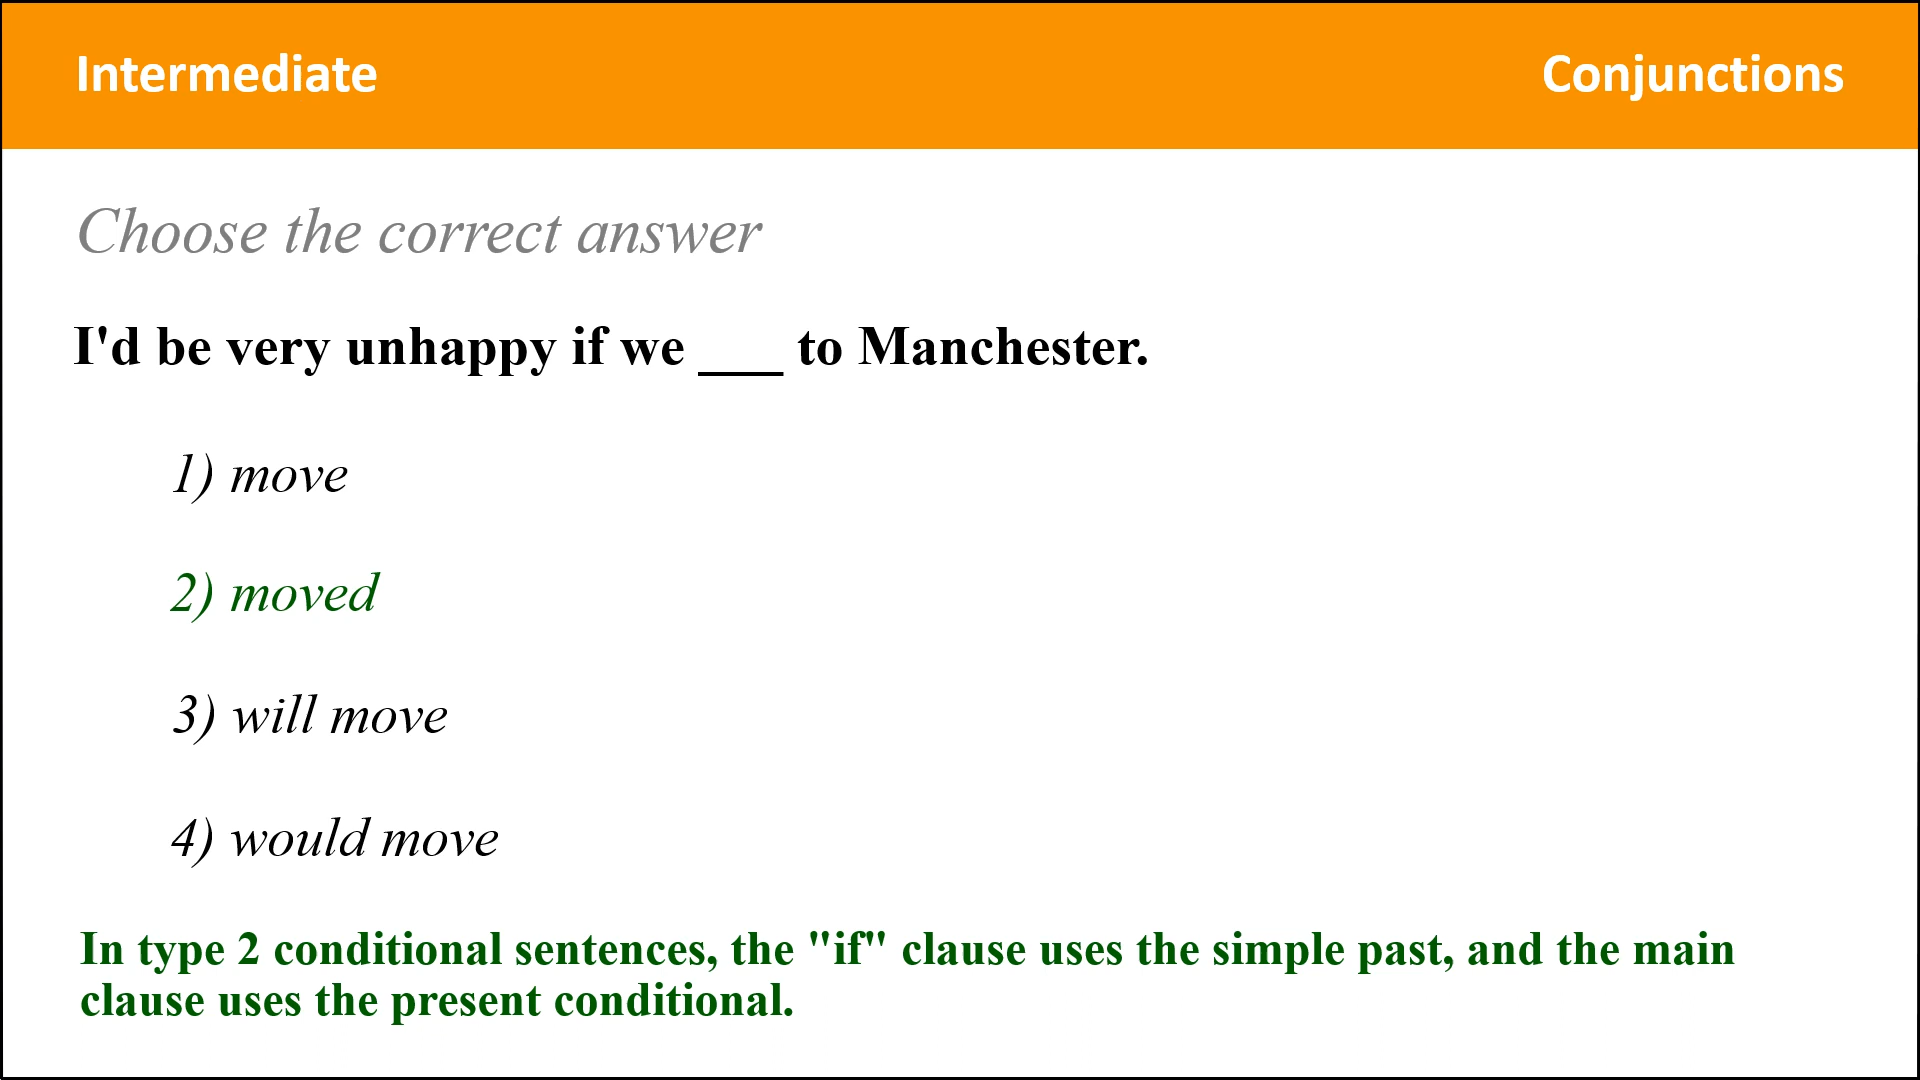 Intermediate
Conjunctions
Choose the correct answer
I'd be very unhappy if we ___ to Manchester.
1) move
2) moved
3) will move
4) would move
In type 2 conditional sentences, the "if" clause uses the simple past, and the main
clause uses the present conditional.